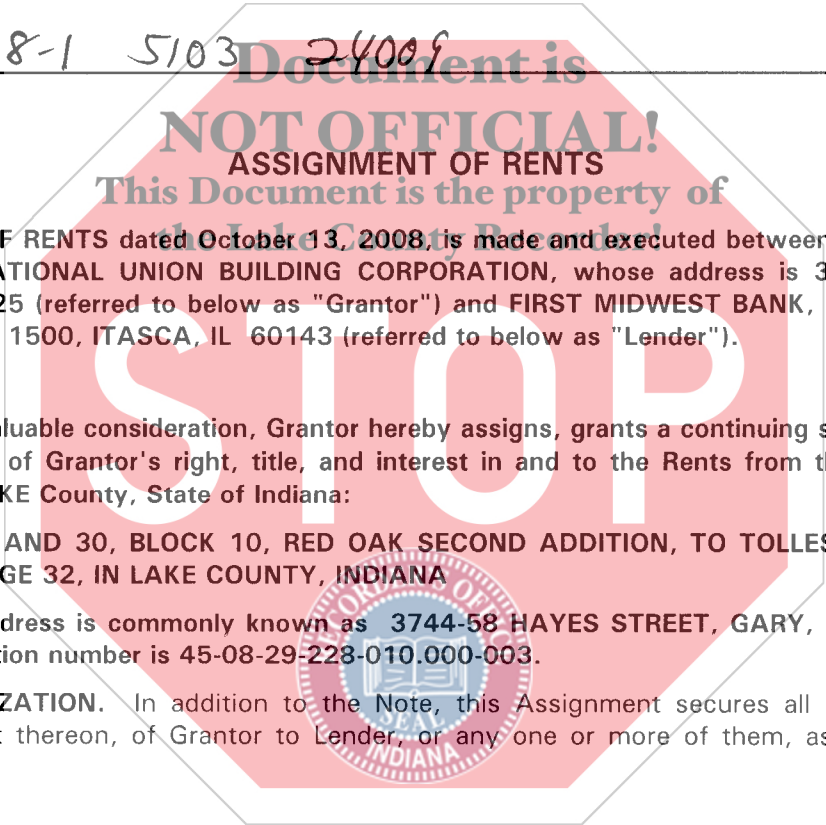 8-1 5103 24009
Document is
NOT OFFICIAL!
ASSIGNMENT OF RENTS
This Document is the property of
the Lake County Recorder!
F RENTS dated October 13, 2008, is made and executed between
ATIONAL UNION BUILDING CORPORATION, whose address is 3
25 (referred to below as "Grantor") and FIRST MIDWEST BANK,
1500, ITASCA, IL 60143 (referred to below as "Lender").
STOP
luable consideration, Grantor hereby assigns, grants a continuing s
of Grantor's right, title, and interest in and to the Rents from th
KE County, State of Indiana:
AND 30, BLOCK 10, RED OAK SECOND ADDITION, TO TOLLES
GE 32, IN LAKE COUNTY, INDIANA
dress is commonly known as 3744-58 HAYES STREET, GARY,
tion number is 45-08-29-228-010.000-003.
ZATION. In addition to the Note, this Assignment secures all
t thereon, of Grantor to Lender, or any one or more of them, as
RECORDER'S OFFICE
SEAL
INDIANA